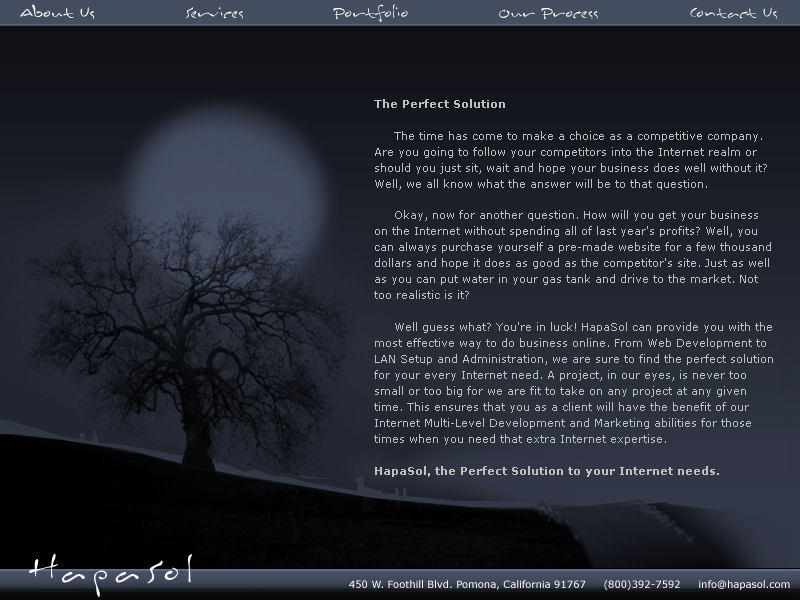 About Us Services Portfolio Our Process Contact Us
The Perfect Solution
The time has come to make a choice as a competitive company.
Are you going to follow your competitors into the Internet realm or
should you just sit, wait and hope your business does well without it?
Well, we all know what the answer will be to that question.
Okay, now for another question. How will you get your business
on the Internet without spending all of last year's profits? Well, you
can always purchase yourself a pre-made website for a few thousand
dollars and hope it does as good as the competitor's site. Just as well
as you can put water in your gas tank and drive to the market. Not
too realistic is it?
Well guess what? You're in luck! HapaSol can provide you with the
most effective way to do business online. From Web Development to
LAN Setup and Administration, we are sure to find the perfect solution
for your every Internet need. A project, in our eyes, is never too
small or too big for we are fit to take on any project at any given
time. This ensures that you as a client will have the benefit of our
Internet Multi-Level Development and Marketing abilities for those
times when you need that extra Internet expertise.
HapaSol, the Perfect Solution to your Internet needs.
HapaSol
450 W. Foothill Blvd. Pomona, California 91767 (800)392-7592 info@hapasol.com